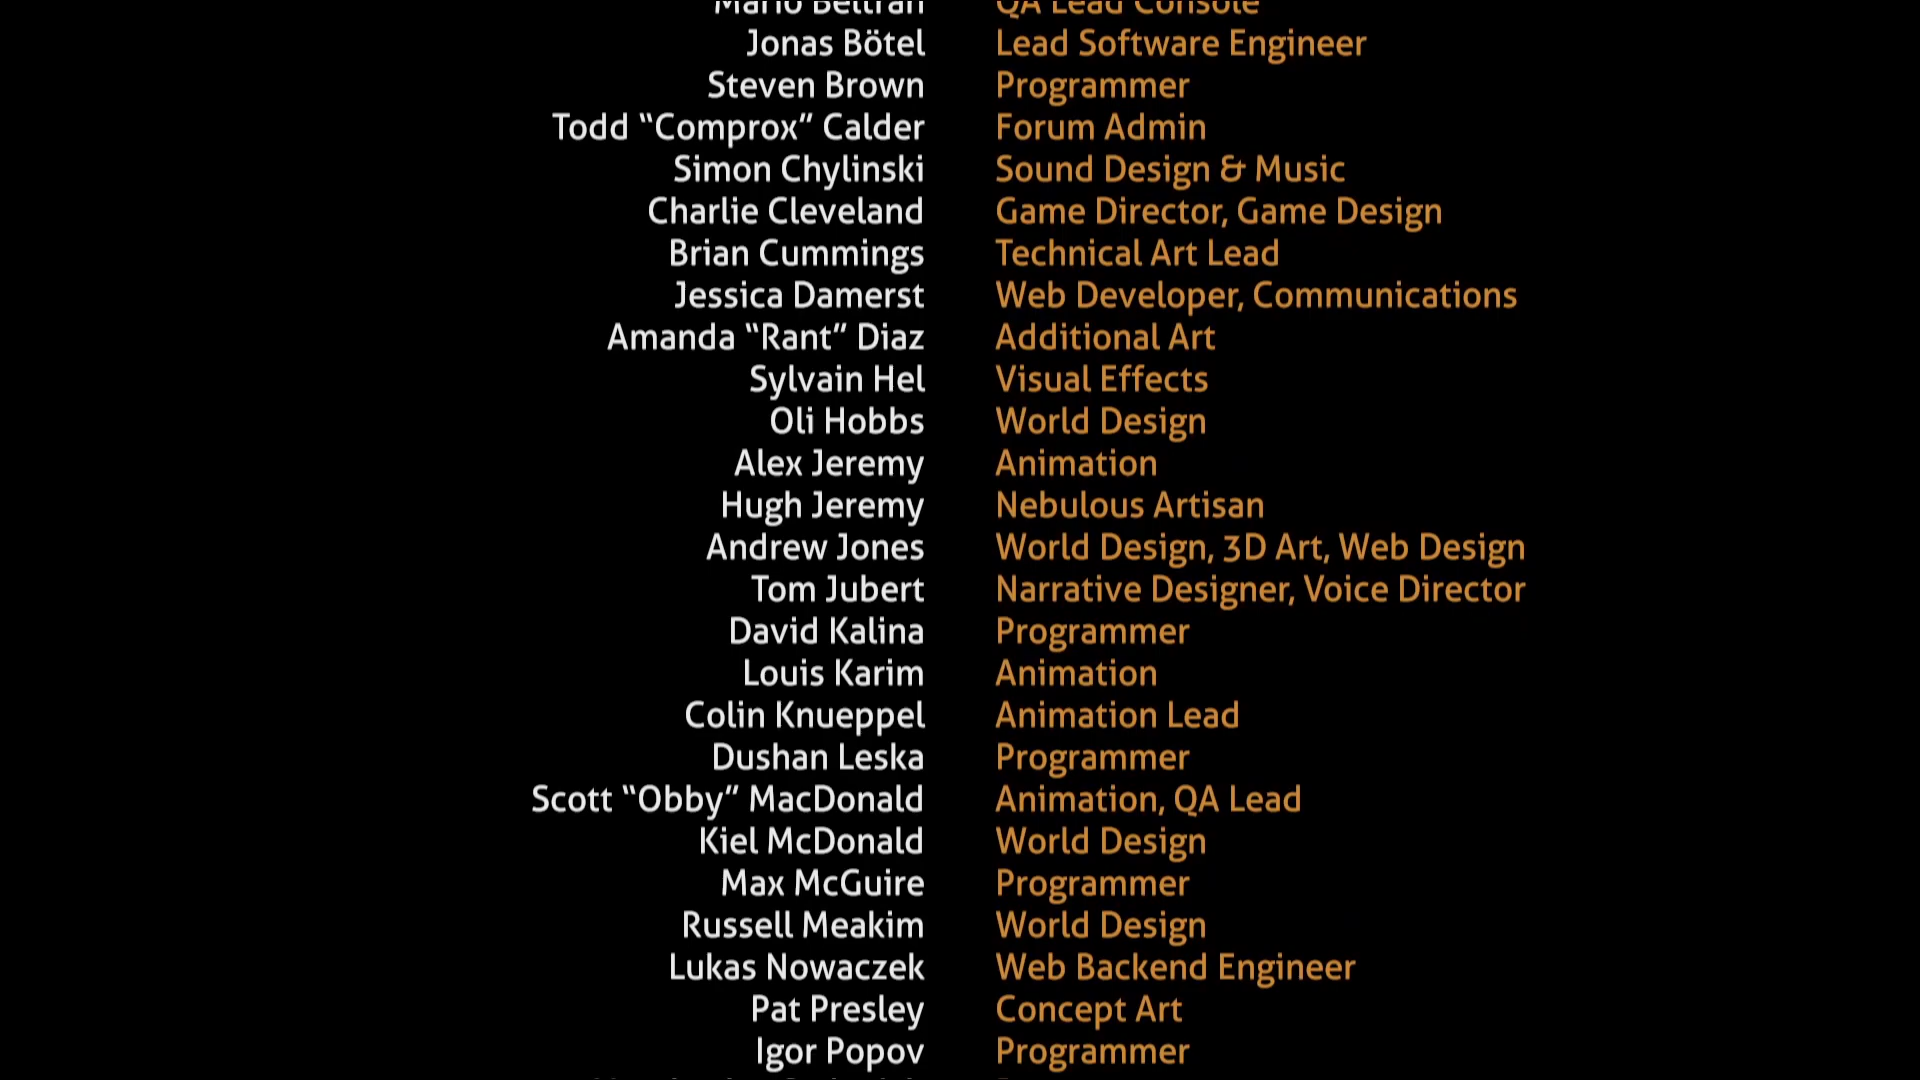 Mario Beltran QA Lead Console
Jonas Bötel Lead Software Engineer
Steven Brown Programmer
Todd “Comprox” Calder Forum Admin
Simon Chylinski Sound Design & Music
Charlie Cleveland Game Director, Game Design
Brian Cummings Technical Art Lead
Jessica Damerst Web Developer, Communications
Amanda “Rant” Diaz Additional Art
Sylvain Hel Visual Effects
Oli Hobbs World Design
Alex Jeremy Animation
Hugh Jeremy Nebulous Artisan
Andrew Jones World Design, 3D Art, Web Design
Tom Jubert Narrative Designer, Voice Director
David Kalina Programmer
Louis Karim Animation
Colin Knueppel Animation Lead
Dushan Leska Programmer
Scott “Obby” MacDonald Animation, QA Lead
Kiel McDonald World Design
Max McGuire Programmer
Russell Meakim World Design
Lukas Nowaczek Web Backend Engineer
Pat Presley Concept Art
Igor Popov Programmer